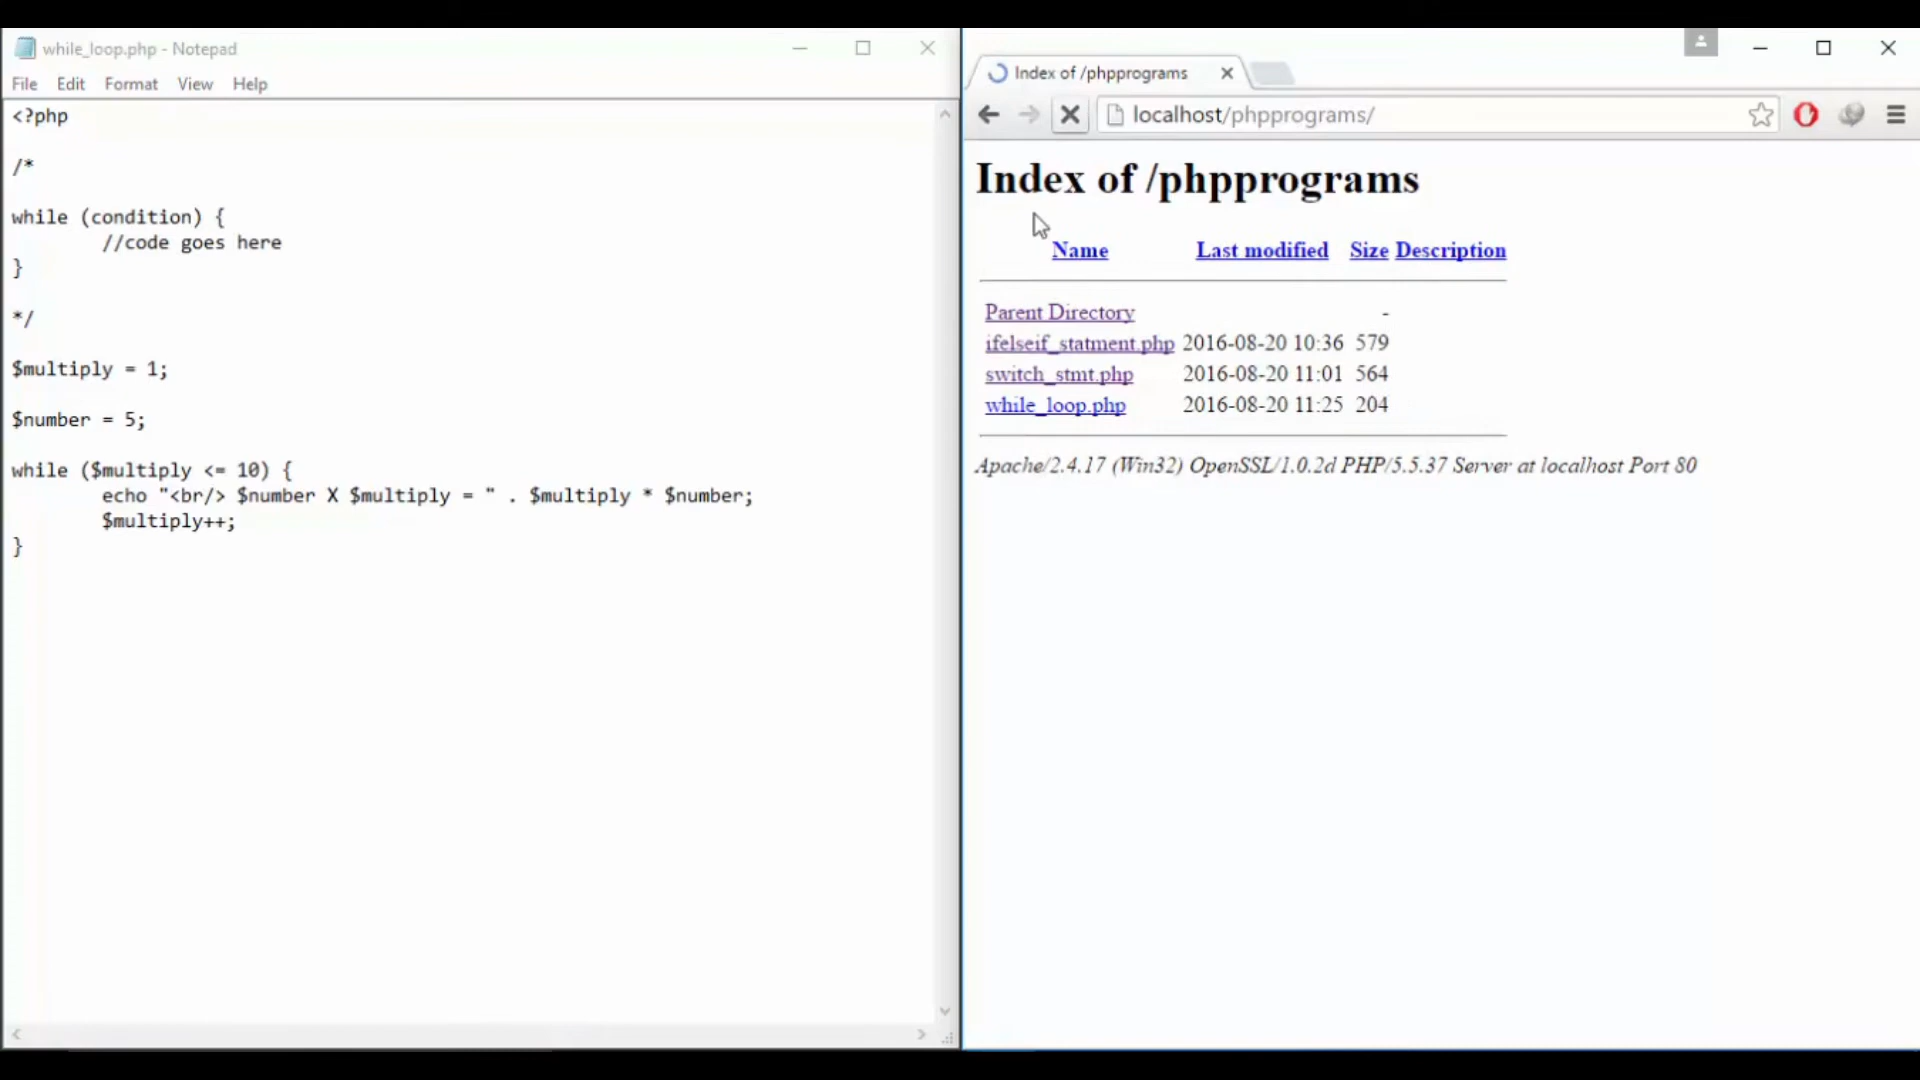 while_loop.php - Notepad
File Edit Format View Help
<?php
/*
while (condition) {
//code goes here
}
*/
$multiply = 1;
$number = 5;
while ($multiply <= 10) {
echo "<br/> $number X $multiply = " . $multiply * $number;
$multiply++;
}
Index of /phpprograms
localhost/phpprograms/
Index of /phpprograms
Name Last modified Size Description
Parent Directory -
ifelseif_statment.php 2016-08-20 10:36 579
switch_stmt.php 2016-08-20 11:01 564
while_loop.php 2016-08-20 11:25 204
Apache/2.4.17 (Win32) OpenSSL/1.0.2d PHP/5.5.37 Server at localhost Port 80